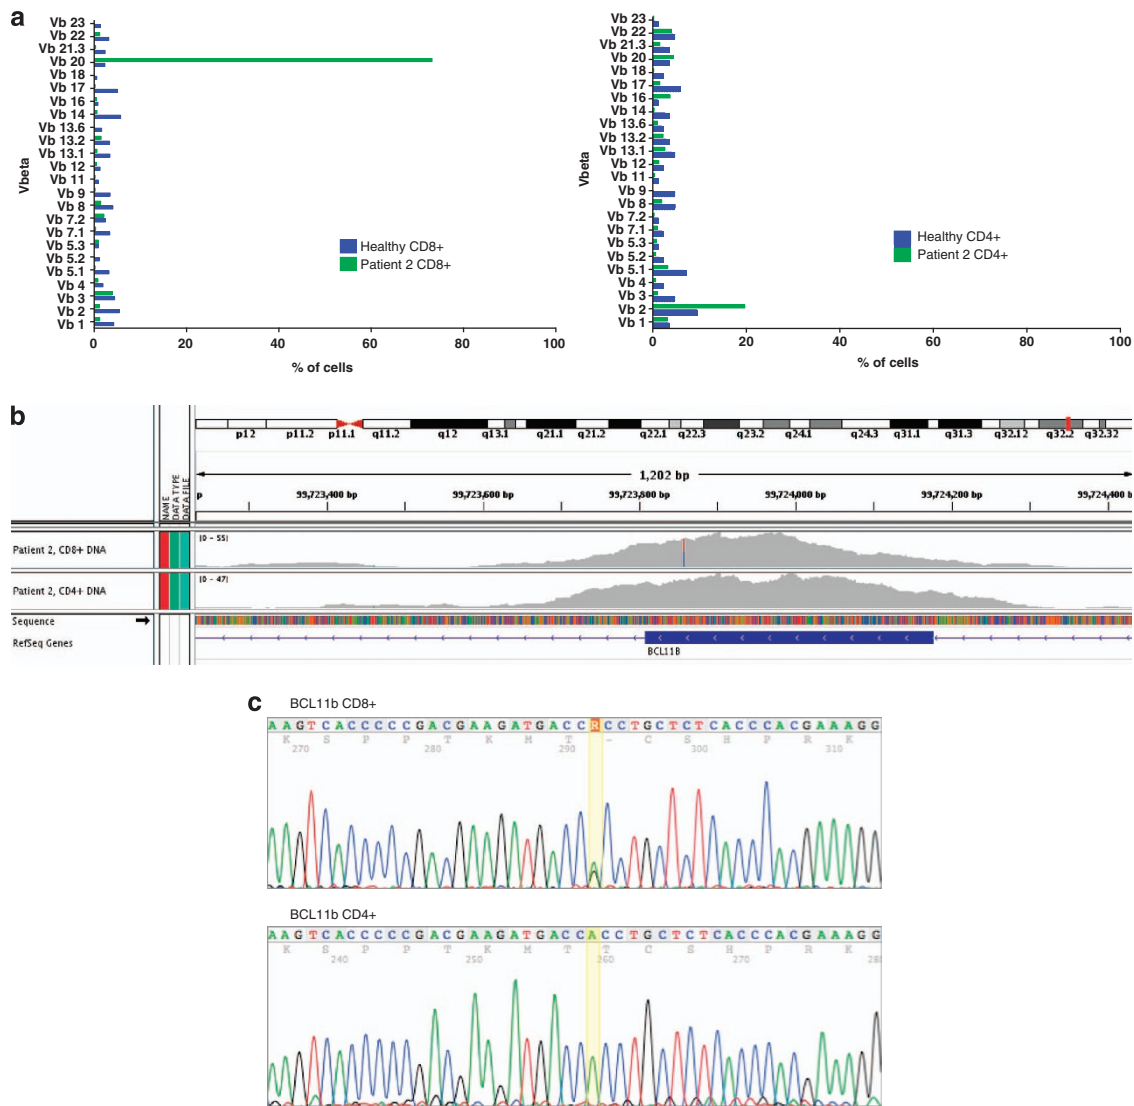 a
Vbeta
Vb 23
Vb 22
Vb 21.3
Vb 20
Vb 18
Vb 17
Vb 16
Vb 14
Vb 13.6
Vb 13.2
Vb 13.1
Vb 12
Vb 11
Vb 9
Vb 8
Vb 7.2
Vb 7.1
Vb 5.3
Vb 5.2
Vb 5.1
Vb 4
Vb 3
Vb 2
Vb 1
Healthy CD8+
Patient 2 CD8+
0 20 40 60 80 100
% of cells
Vbeta
Vb 23
Vb 22
Vb 21.3
Vb 20
Vb 18
Vb 17
Vb 16
Vb 14
Vb 13.6
Vb 13.2
Vb 13.1
Vb 12
Vb 11
Vb 9
Vb 8
Vb 7.2
Vb 7.1
Vb 5.3
Vb 5.2
Vb 5.1
Vb 4
Vb 3
Vb 2
Vb 1
Healthy CD4+
Patient 2 CD4+
0 20 40 60 80 100
% of cells
b
p12 p11.2 p11.1 q11.2 q12 q13.1 q21.1 q21.2 q22.1 q22.3 q23.2 q24.1 q24.3 q31.1 q31.3 q32.12 q32.2 q32.32
1,202 bp
p 99,723,400 bp 99,723,600 bp 99,723,800 bp 99,724,000 bp 99,724,200 bp 99,724,400 bp
NAME
DATA TYPE
DATA FILE
Patient 2, CD8+ DNA
[0 - 55]
Patient 2, CD4+ DNA
[0 - 47]
Sequence
RefSeq Genes
BCL11B
c
BCL11b CD8+
AAGTCACCCCCGACGAAGATGACCRCCTGCTCTCACCCACGAAAGG
K S P P T K M T - C S H P R K
270 280 290 300 310
BCL11b CD4+
AAGTCACCCCCGACGAAGATGACCACCTGCTCTCACCCACGAAAGG
K S P P T K M T T C S H P R K
240 250 260 270 280